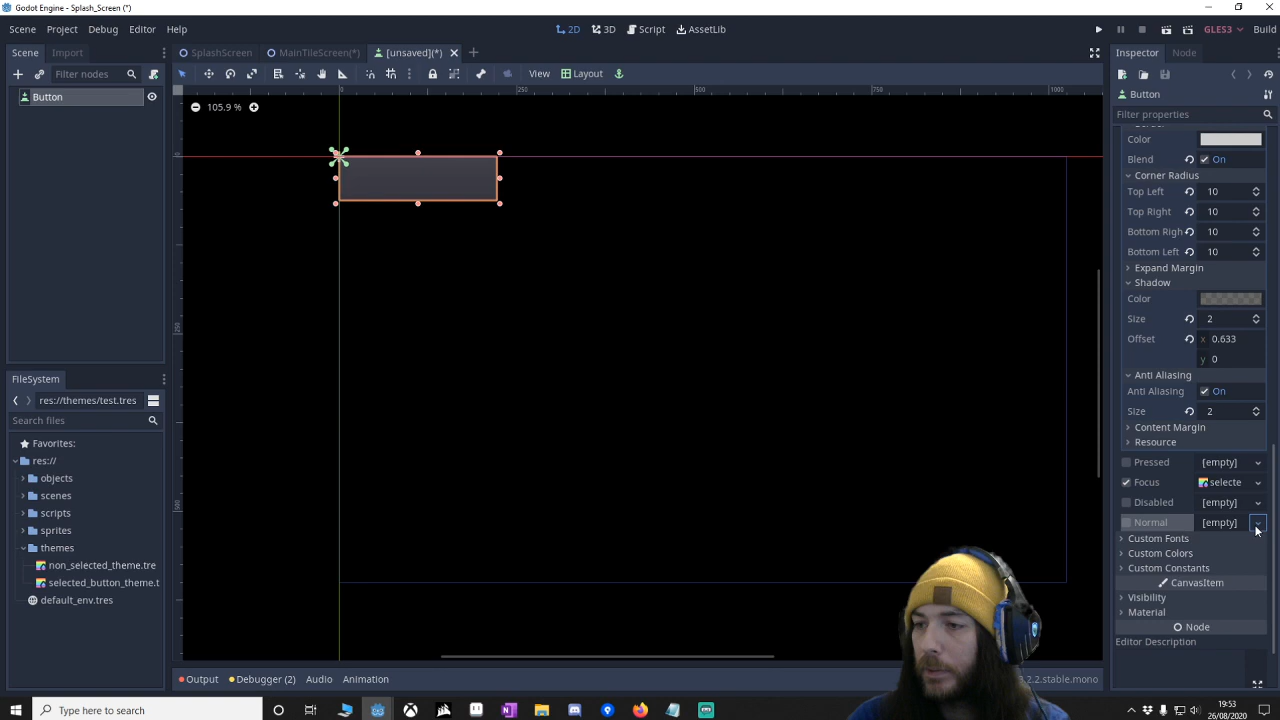 Godot Engine - Splash_Screen (*)
Scene Project Debug Editor Help
2D 3D Script AssetLib
GLES3 Build
Scene Import
SplashScreen MainTileScreen(*) [unsaved](*)
Inspector Node
Filter nodes
View Layout
Button
Button
105.9 %
0 250 500 750 1000
0
250
500
Filter properties
Color
Blend On
Corner Radius
Top Left 10
Top Right 10
Bottom Righ 10
Bottom Left 10
Expand Margin
Shadow
Color
Size 2
Offset x 0.633
y 0
Anti Aliasing
Anti Aliasing On
Size 2
Content Margin
Resource
Pressed [empty]
Focus selecte
Disabled [empty]
Normal [empty]
Custom Fonts
Custom Colors
Custom Constants
CanvasItem
Visibility
Material
Node
Editor Description
FileSystem
res://themes/test.tres
Search files
Favorites:
res://
objects
scenes
scripts
sprites
themes
non_selected_theme.tre
selected_button_theme.t
default_env.tres
Output Debugger (2) Audio Animation
3.2.2.stable.mono
Type here to search
19:53
26/08/2020